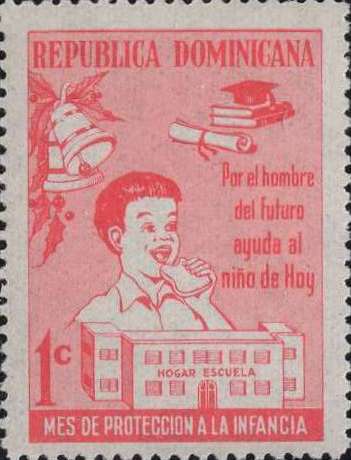 REPUBLICA DOMINICANA
Por el hombre
del futuro
ayuda al
niño de Hoy
1c
HOGAR ESCUELA
MES DE PROTECCION A LA INFANCIA